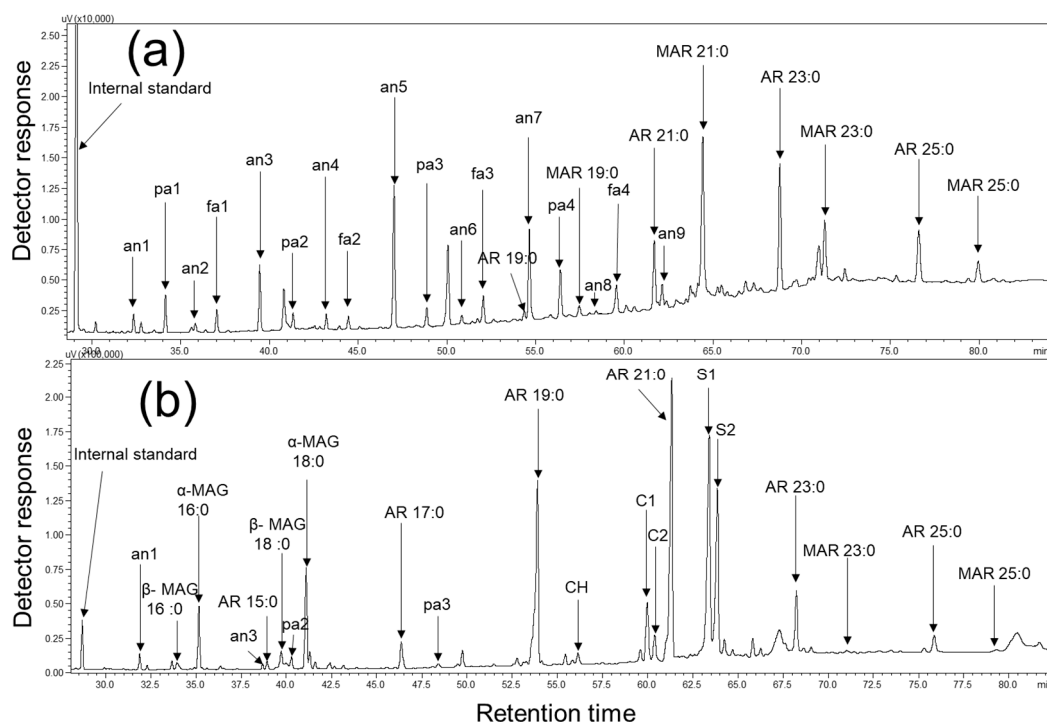 uV (x10,000)
(a)
Internal standard
an1
pa1
an2
fa1
an3
pa2
an4
fa2
an5
pa3
an6
fa3
AR 19:0
an7
pa4
MAR 19:0
an8
fa4
AR 21:0
an9
MAR 21:0
AR 23:0
MAR 23:0
AR 25:0
MAR 25:0
Detector response
2.50
2.25
2.00
1.75
1.50
1.25
1.00
0.75
0.50
0.25
30.0 35.0 40.0 45.0 50.0 55.0 60.0 65.0 70.0 75.0 80.0 min
uV (x100,000)
(b)
Internal standard
an1
β- MAG
16 :0
α-MAG
16:0
an3
AR 15:0
β- MAG
18 :0
pa2
α-MAG
18:0
AR 17:0
pa3
AR 19:0
CH
C1
C2
AR 21:0
S1
S2
AR 23:0
MAR 23:0
AR 25:0
MAR 25:0
Detector response
2.25
2.00
1.75
1.50
1.25
1.00
0.75
0.50
0.25
0.00
30.0 32.5 35.0 37.5 40.0 42.5 45.0 47.5 50.0 52.5 55.0 57.5 60.0 62.5 65.0 67.5 70.0 72.5 75.0 77.5 80.0 min
Retention time